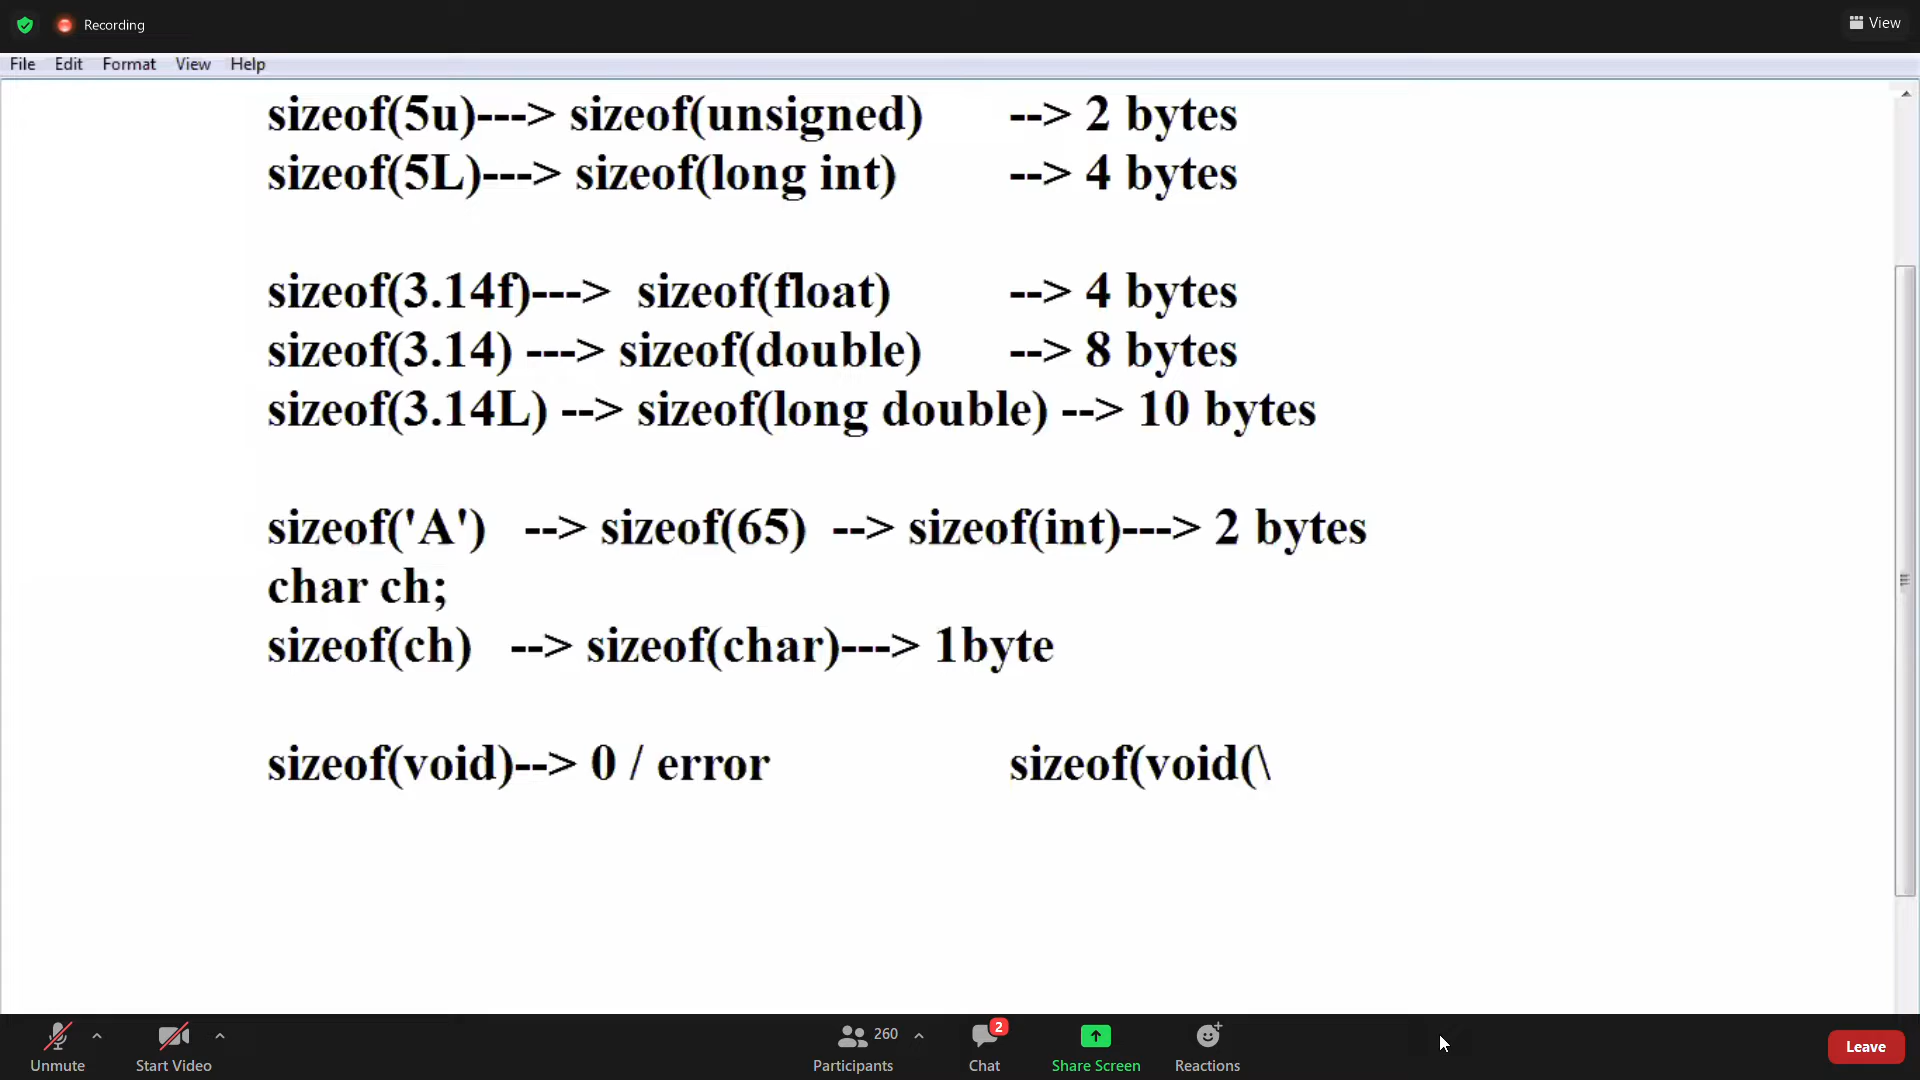 Recording
View
File Edit Format View Help
sizeof(5u)---> sizeof(unsigned) --> 2 bytes
sizeof(5L)---> sizeof(long int) --> 4 bytes
sizeof(3.14f)---> sizeof(float) --> 4 bytes
sizeof(3.14) ---> sizeof(double) --> 8 bytes
sizeof(3.14L) --> sizeof(long double) --> 10 bytes
sizeof('A') --> sizeof(65) --> sizeof(int)---> 2 bytes
char ch;
sizeof(ch) --> sizeof(char)---> 1byte
sizeof(void)--> 0 / error sizeof(void(\
260 2
Unmute Start Video Participants Chat Share Screen Reactions Leave